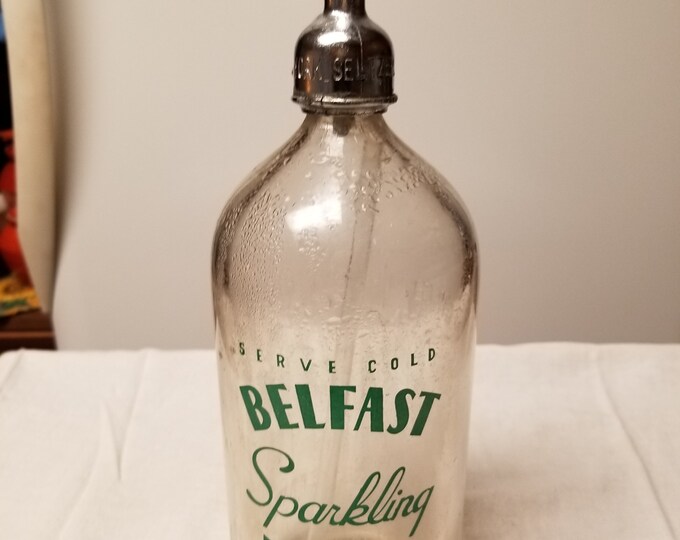 SERVE COLD
BELFAST
Sparkling